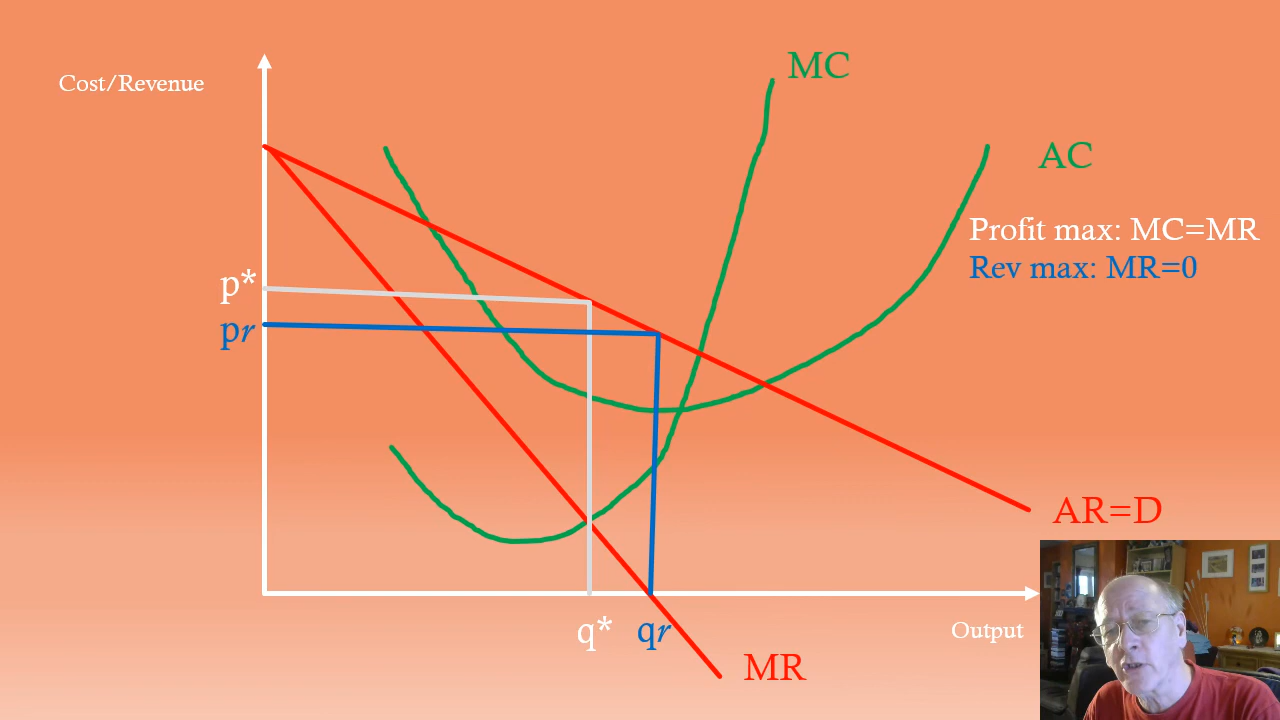 MC
Cost/Revenue
AC
Profit max: MC=MR
Rev max: MR=0
p*
pr
AR=D
Output
q*
qr
MR